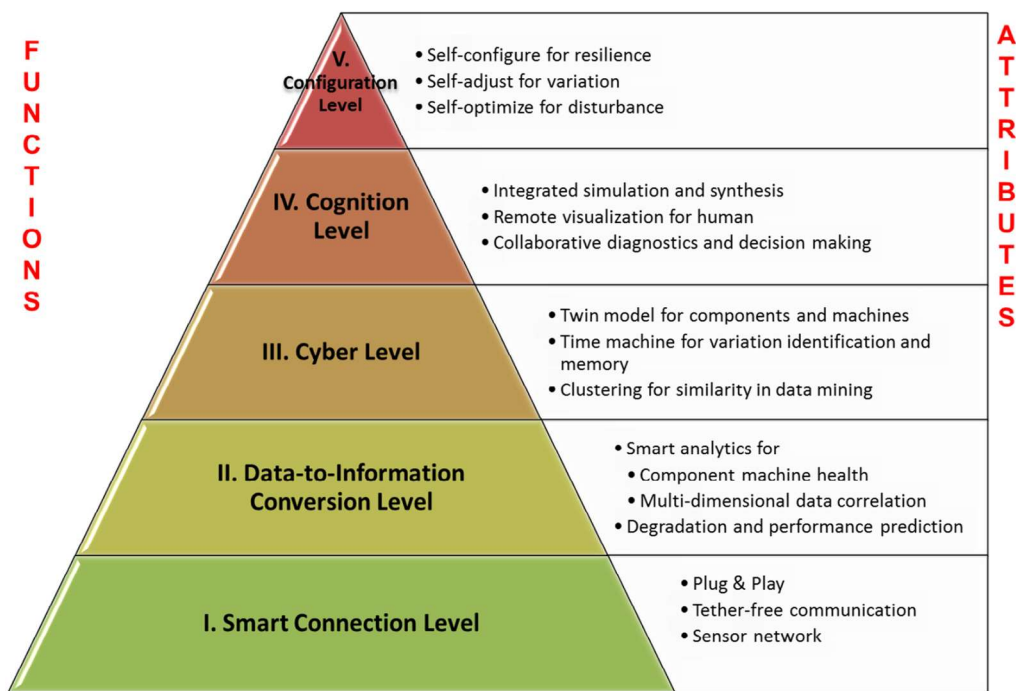 FUNCTIONS
ATTRIBUTES
V.
Configuration
Level
• Self-configure for resilience
• Self-adjust for variation
• Self-optimize for disturbance
IV. Cognition
Level
• Integrated simulation and synthesis
• Remote visualization for human
• Collaborative diagnostics and decision making
III. Cyber Level
• Twin model for components and machines
• Time machine for variation identification and
memory
• Clustering for similarity in data mining
II. Data-to-Information
Conversion Level
• Smart analytics for
• Component machine health
• Multi-dimensional data correlation
• Degradation and performance prediction
I. Smart Connection Level
• Plug & Play
• Tether-free communication
• Sensor network